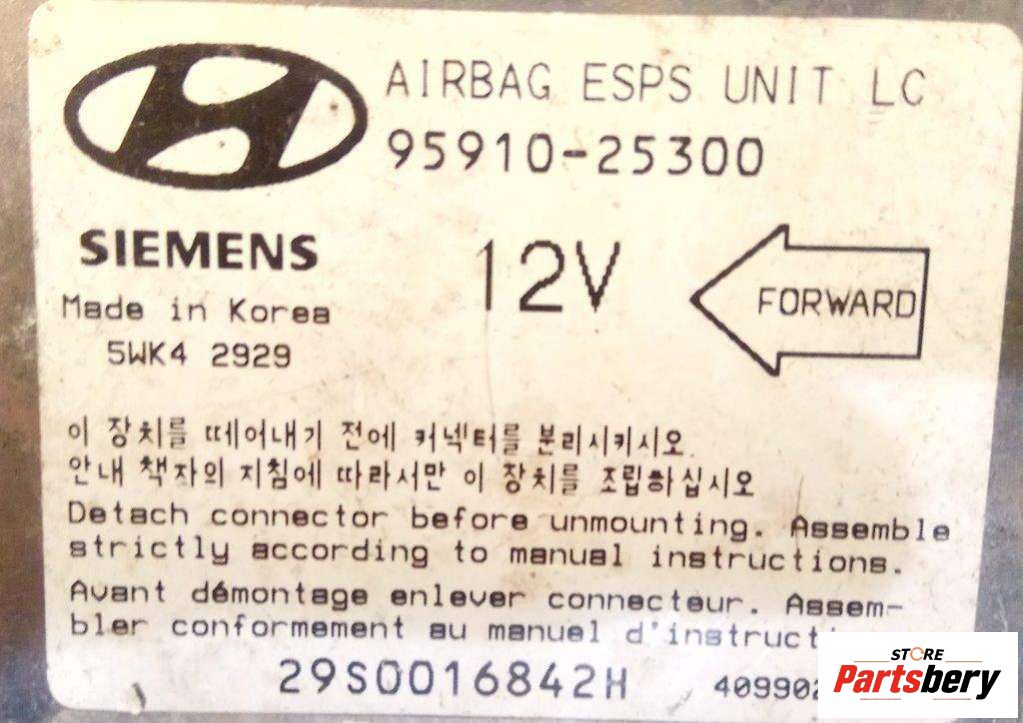 AIRBAG ESPS UNIT LC
95910-25300
SIEMENS
12V
FORWARD
Made in Korea
5WK4 2929
이 장치를 떼어내기 전에 커넥터를 분리시키시오.
안내 책자의 지침에 따라서만 이 장치를 조립하십시오
Detach connector before unmounting. Assemble
strictly according to manual instructions.
Avant démontage enlever connecteur. Assem-
bler conformement au manuel
29S0016842H
STORE
Partsbery